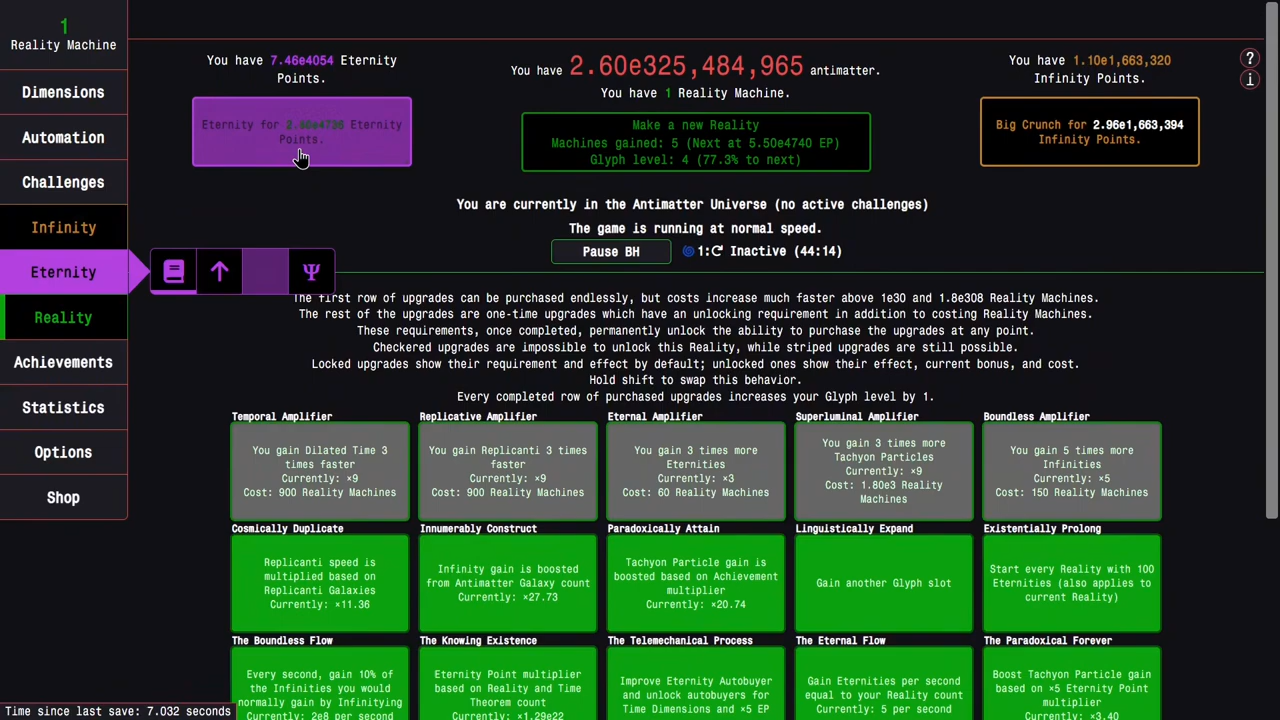 1
Reality Machine
Dimensions
Automation
Challenges
Infinity
Eternity
Reality
Achievements
Statistics
Options
Shop
You have 7.46e4054 Eternity
Points.
Eternity for Eternity
Points.
You have 2.60e325,484,965 antimatter.
You have 1 Reality Machine.
Make a new Reality
Machines gained: 5 (Next at 5.50e4740 EP)
Glyph level: 4 (77.3% to next)
You have 1.10e1,663,320
Infinity Points.
Big Crunch for 2.96e1,663,394
Infinity Points.
?
i
You are currently in the Antimatter Universe (no active challenges)
The game is running at normal speed.
Pause BH
1: Inactive (44:14)
Ψ
The first row of upgrades can be purchased endlessly, but costs increase much faster above 1e30 and 1.8e308 Reality Machines.
The rest of the upgrades are one-time upgrades which have an unlocking requirement in addition to costing Reality Machines.
These requirements, once completed, permanently unlock the ability to purchase the upgrades at any point.
Checkered upgrades are impossible to unlock this Reality, while striped upgrades are still possible.
Locked upgrades show their requirement and effect by default; unlocked ones show their effect, current bonus, and cost.
Hold shift to swap this behavior.
Every completed row of purchased upgrades increases your Glyph level by 1.
Temporal Amplifier
You gain Dilated Time 3
times faster
Currently: ×9
Cost: 900 Reality Machines
Replicative Amplifier
You gain Replicanti 3 times
faster
Currently: ×9
Cost: 900 Reality Machines
Eternal Amplifier
You gain 3 times more
Eternities
Currently: ×3
Cost: 60 Reality Machines
Superluminal Amplifier
You gain 3 times more
Tachyon Particles
Currently: ×9
Cost: 1.80e3 Reality
Machines
Boundless Amplifier
You gain 5 times more
Infinities
Currently: ×5
Cost: 150 Reality Machines
Cosmically Duplicate
Replicanti speed is
multiplied based on
Replicanti Galaxies
Currently: ×11.36
Innumerably Construct
Infinity gain is boosted
from Antimatter Galaxy count
Currently: ×27.73
Paradoxically Attain
Tachyon Particle gain is
boosted based on Achievement
multiplier
Currently: ×20.74
Linguistically Expand
Gain another Glyph slot
Existentially Prolong
Start every Reality with 100
Eternities (also applies to
current Reality)
The Boundless Flow
Every second, gain 10% of
the Infinities you would
normally gain by Infinitying
Currently: 2e8 per second
The Knowing Existence
Eternity Point multiplier
based on Reality and Time
Theorem count
Currently: ×1.29e22
The Telemechanical Process
Improve Eternity Autobuyer
and unlock autobuyers for
Time Dimensions and ×5 EP
The Eternal Flow
Gain Eternities per second
equal to your Reality count
Currently: 5 per second
The Paradoxical Forever
Boost Tachyon Particle gain
based on ×5 Eternity Point
multiplier
Currently: ×3.40
Time since last save: 7.032 seconds